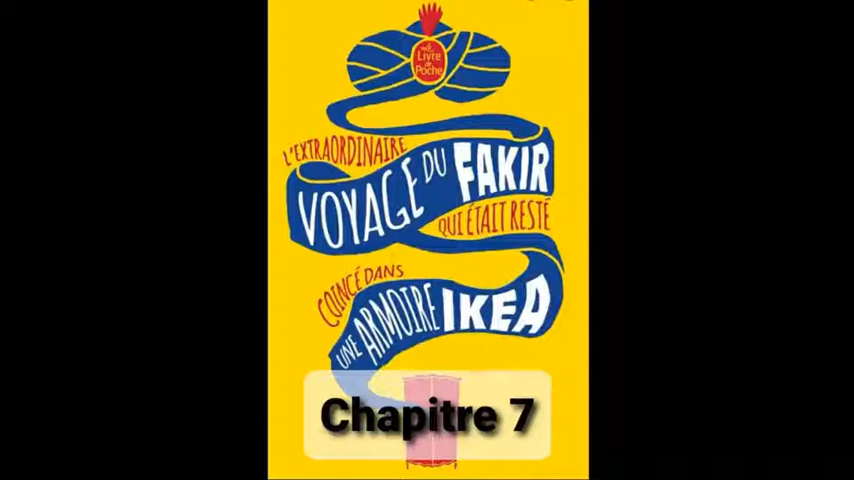 Le
Livre
de
Poche
L'EXTRAORDINAIRE
VOYAGE DU FAKIR
QUI ÉTAIT RESTÉ
COINCÉ DANS
UNE ARMOIRE IKEA
Chapitre 7